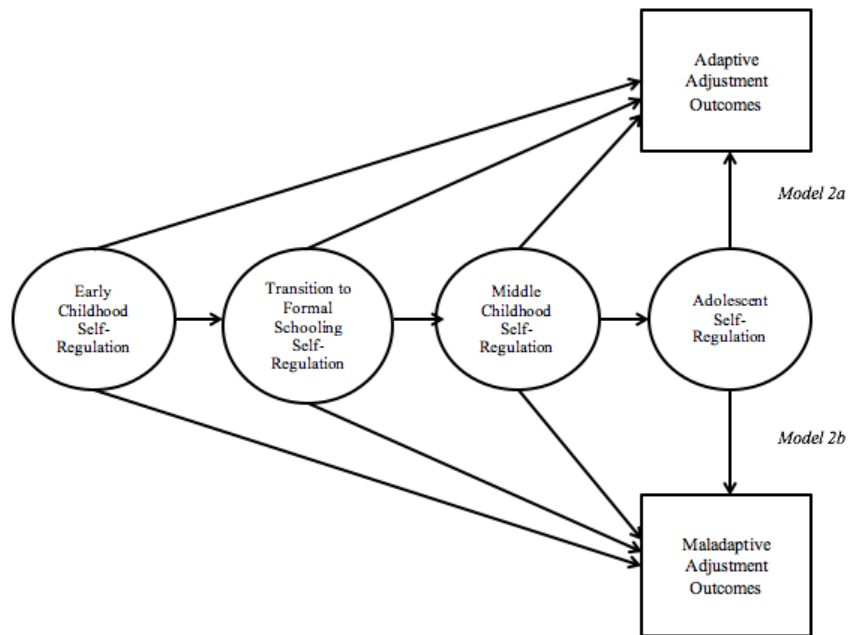 Adaptive
Adjustment
Outcomes
Model 2a
Early
Childhood
Self-
Regulation
Transition to
Formal
Schooling
Self-
Regulation
Middle
Childhood
Self-
Regulation
Adolescent
Self-
Regulation
Model 2b
Maladaptive
Adjustment
Outcomes